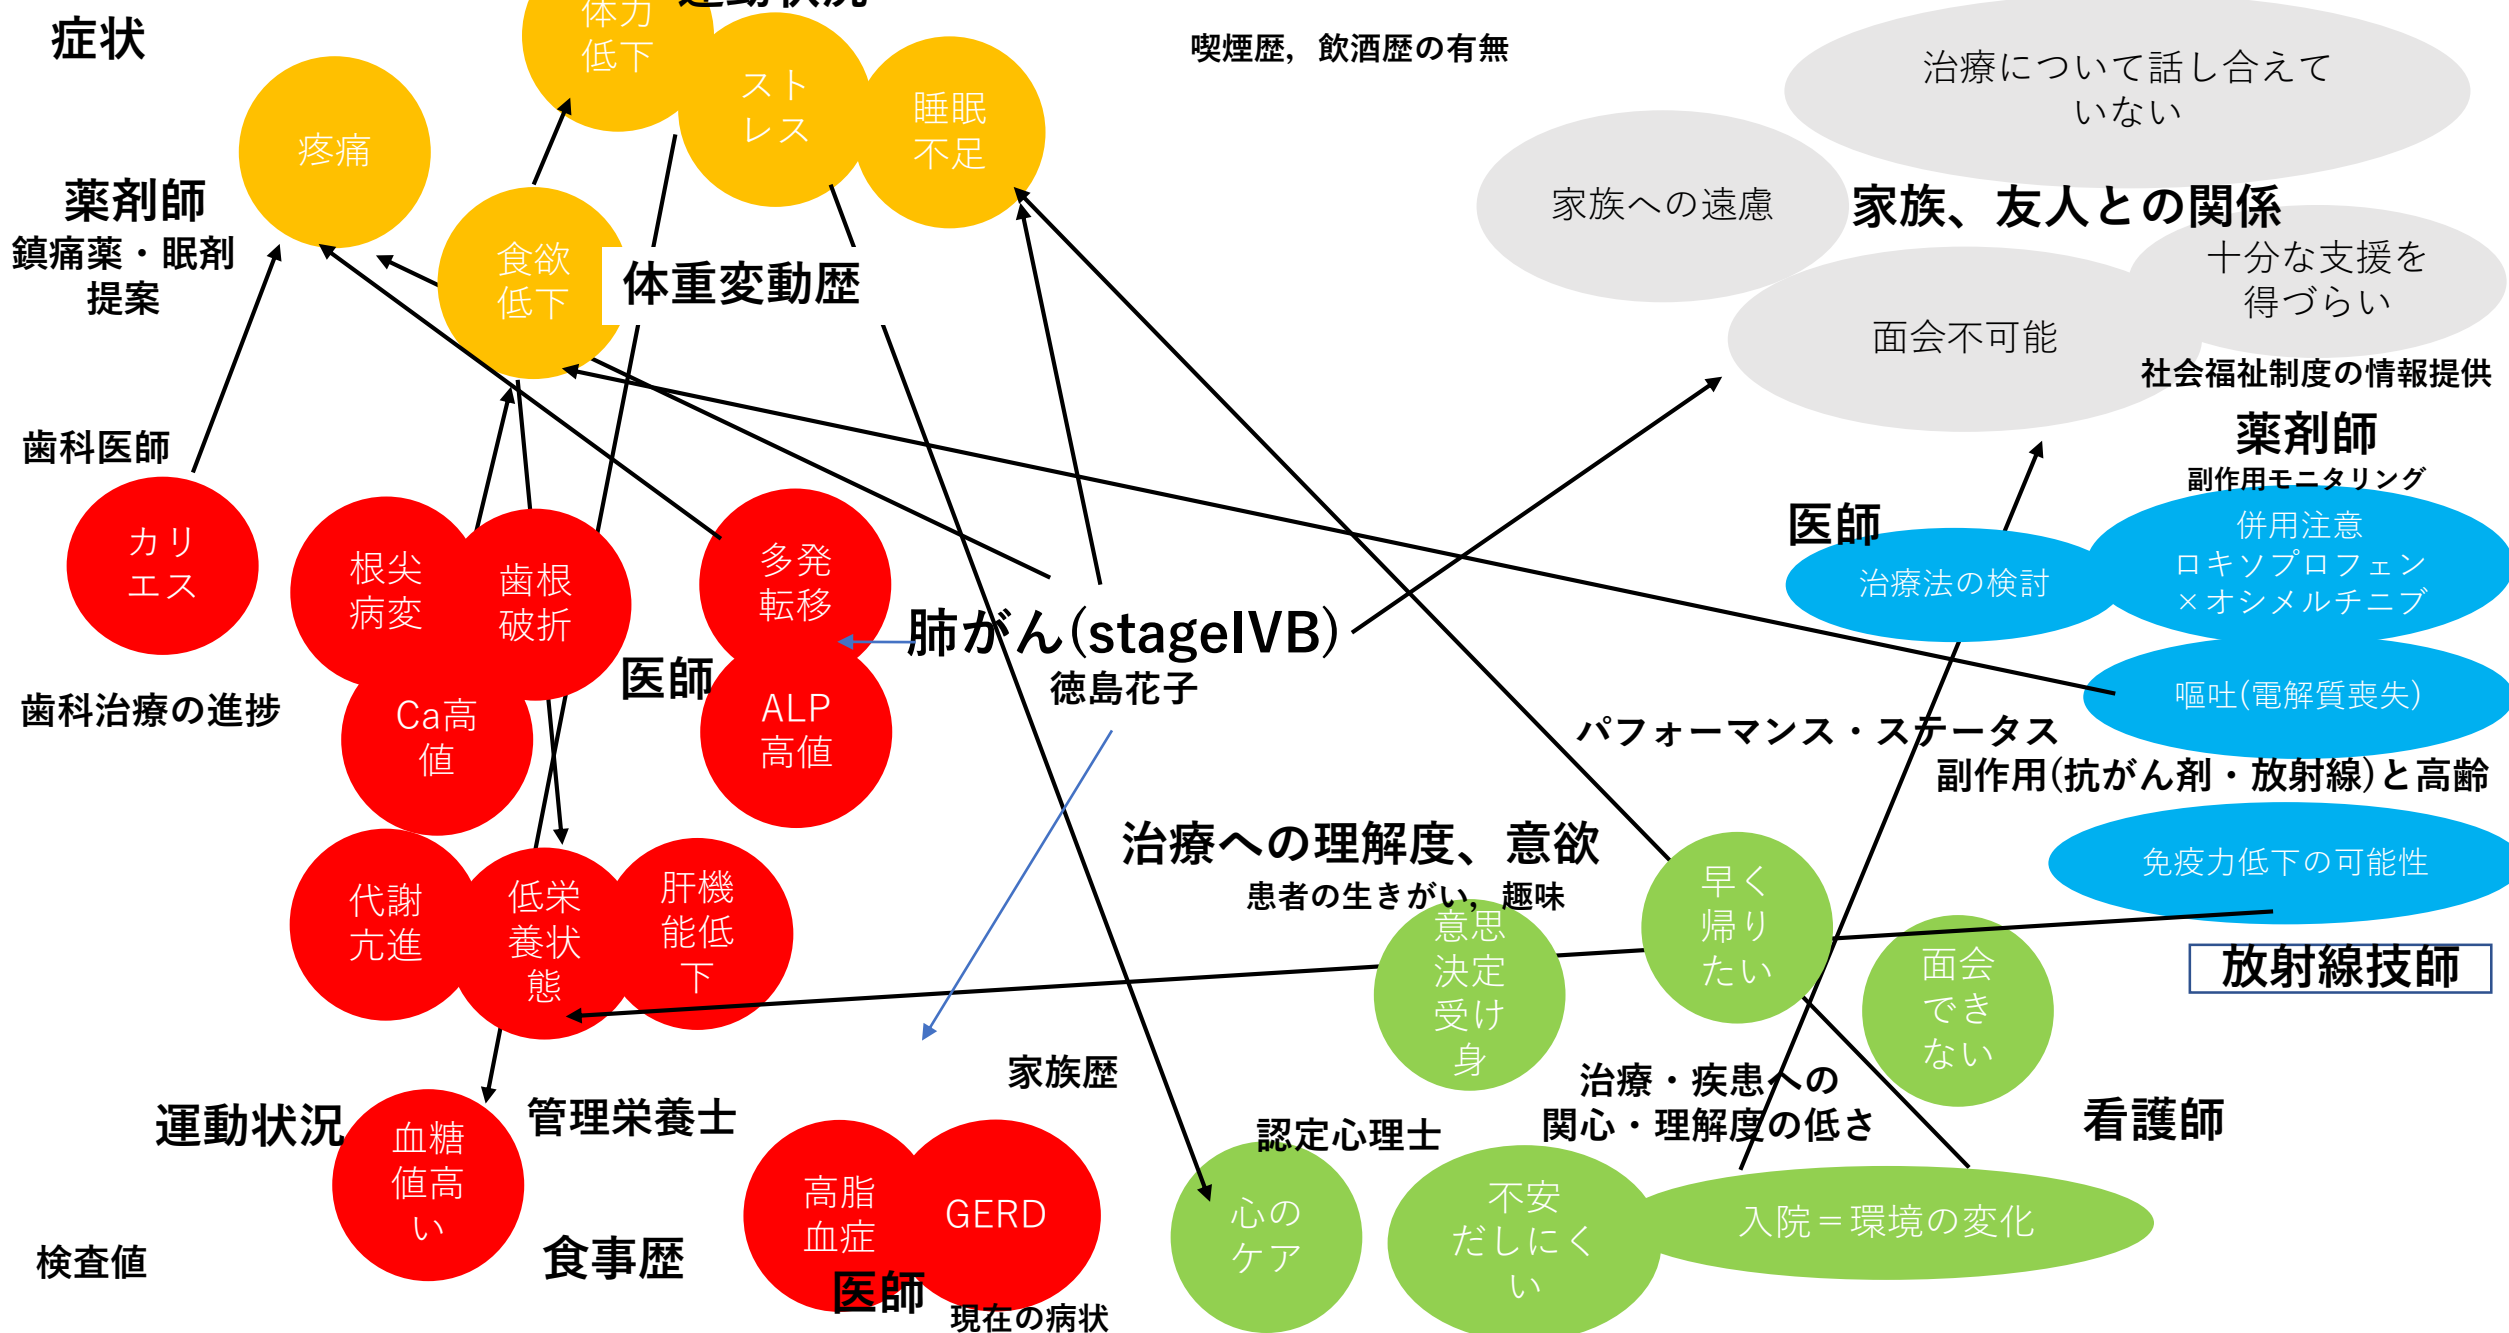 体力
低下
運動状況
症状
喫煙歴，飲酒歴の有無
治療について話し合えて
いない
スト
レス
睡眠
不足
疼痛
薬剤師
鎮痛薬・眠剤
提案
家族への遠慮
家族、友人との関係
十分な支援を
得づらい
食欲
低下
体重変動歴
面会不可能
社会福祉制度の情報提供
歯科医師
薬剤師
副作用モニタリング
医師
併用注意
ロキソプロフェン
×オシメルチニブ
治療法の検討
カリ
エス
根尖
病変
歯根
破折
多発
転移
肺がん(stageIVB)
徳島花子
医師
歯科治療の進捗
Ca高
値
ALP
高値
嘔吐(電解質喪失)
パフォーマンス・ステータス
副作用(抗がん剤・放射線)と高齢
治療への理解度、意欲
患者の生きがい，趣味
免疫力低下の可能性
代謝
亢進
低栄
養状
態
肝機
能低
下
意思
決定
受け
身
早く
帰り
たい
面会
でき
ない
放射線技師
家族歴
治療・疾患への
関心・理解度の低さ
運動状況
管理栄養士
認定心理士
看護師
血糖
値高
い
高脂
血症
GERD
心の
ケア
不安
だしにく
い
入院＝環境の変化
検査値
食事歴
医師
現在の病状